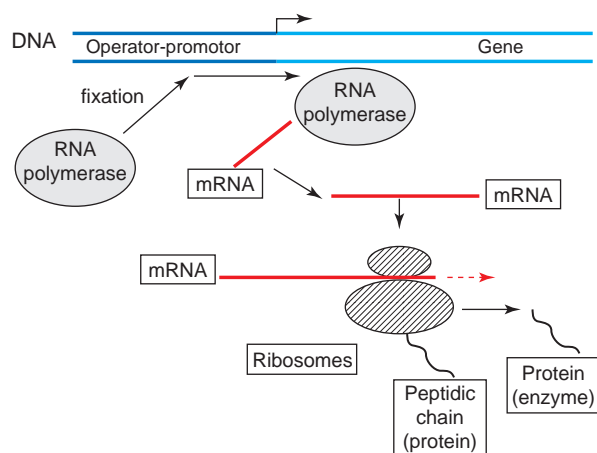 DNA
Operator-promotor
Gene
fixation
RNA
polymerase
RNA
polymerase
mRNA
mRNA
mRNA
Ribosomes
Peptidic
chain
(protein)
Protein
(enzyme)